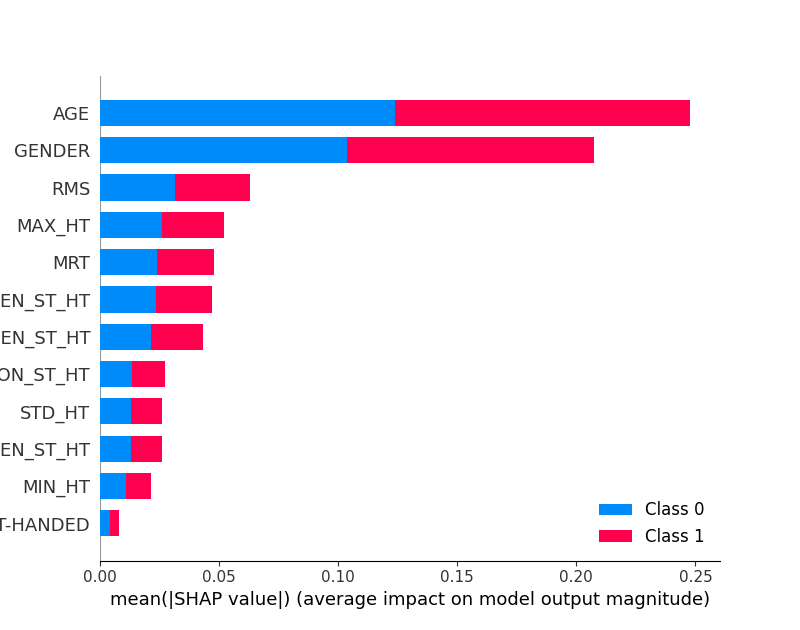 AGE
GENDER
RMS
MAX_HT
MRT
EN_ST_HT
EN_ST_HT
ON_ST_HT
STD_HT
EN_ST_HT
MIN_HT
T-HANDED
Class 0
Class 1
0.00 0.05 0.10 0.15 0.20 0.25
mean(|SHAP value|) (average impact on model output magnitude)